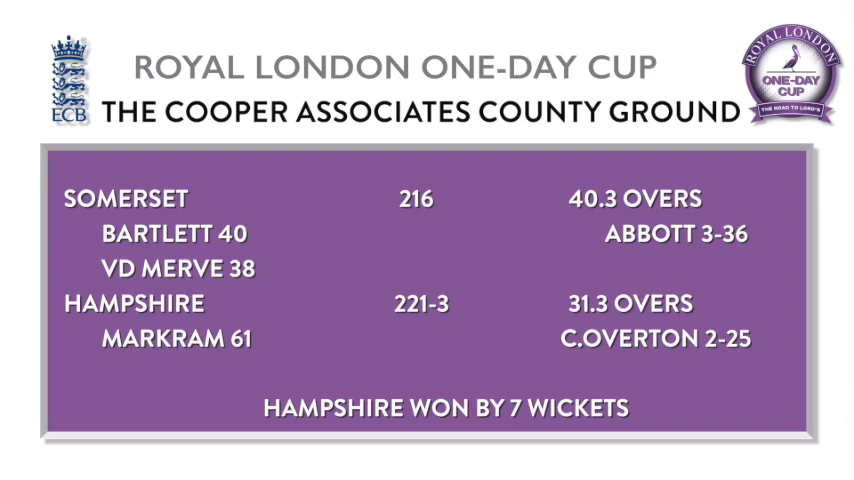 ROYAL LONDON ONE-DAY CUP
THE COOPER ASSOCIATES COUNTY GROUND
ECB
ROYAL LONDON
ONE-DAY
CUP
THE ROAD TO LORD'S
SOMERSET 216 40.3 OVERS
BARTLETT 40 ABBOTT 3-36
VD MERVE 38
HAMPSHIRE 221-3 31.3 OVERS
MARKRAM 61 C.OVERTON 2-25
HAMPSHIRE WON BY 7 WICKETS